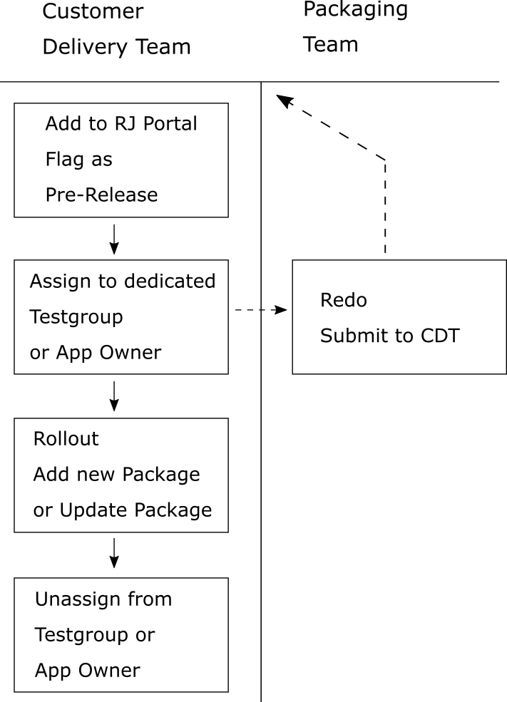 Customer
Delivery Team
Packaging
Team
Add to RJ Portal
Flag as
Pre-Release
Assign to dedicated
Testgroup
or App Owner
Redo
Submit to CDT
Rollout
Add new Package
or Update Package
Unassign from
Testgroup or
App Owner